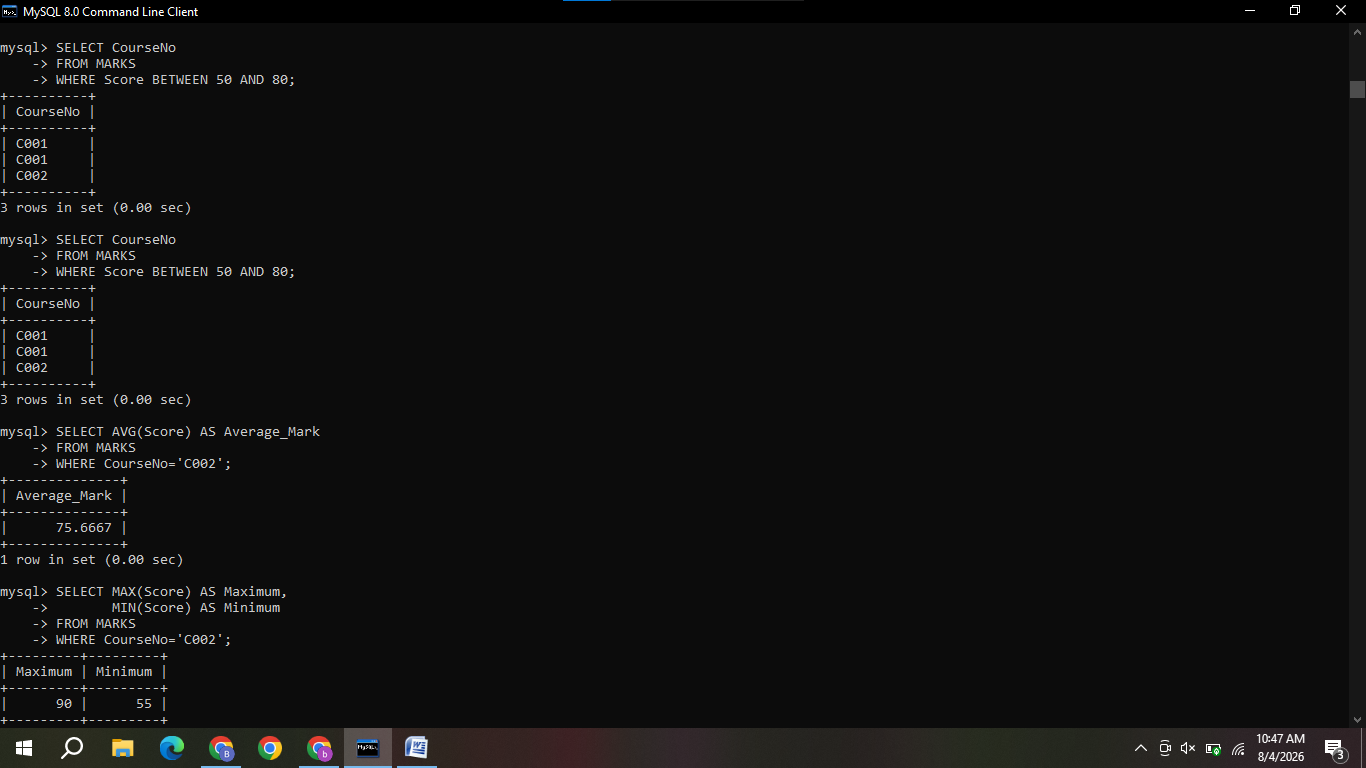 MySQL 8.0 Command Line Client
mysql> SELECT CourseNo
    -> FROM MARKS
    -> WHERE Score BETWEEN 50 AND 80;
+----------+
| CourseNo |
+----------+
| C001     |
| C001     |
| C002     |
+----------+
3 rows in set (0.00 sec)
mysql> SELECT CourseNo
    -> FROM MARKS
    -> WHERE Score BETWEEN 50 AND 80;
+----------+
| CourseNo |
+----------+
| C001     |
| C001     |
| C002     |
+----------+
3 rows in set (0.00 sec)
mysql> SELECT AVG(Score) AS Average_Mark
    -> FROM MARKS
    -> WHERE CourseNo='C002';
+--------------+
| Average_Mark |
+--------------+
|      75.6667 |
+--------------+
1 row in set (0.00 sec)
mysql> SELECT MAX(Score) AS Maximum,
    ->        MIN(Score) AS Minimum
    -> FROM MARKS
    -> WHERE CourseNo='C002';
+---------+---------+
| Maximum | Minimum |
+---------+---------+
|      90 |      55 |
+---------+---------+
10:47 AM
8/4/2026
3